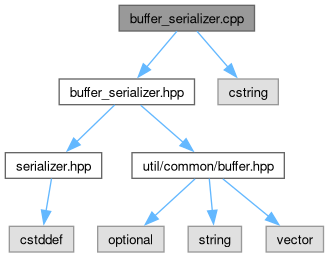 buffer_serializer.cpp
buffer_serializer.hpp
cstring
serializer.hpp
util/common/buffer.hpp
cstddef
optional
string
vector